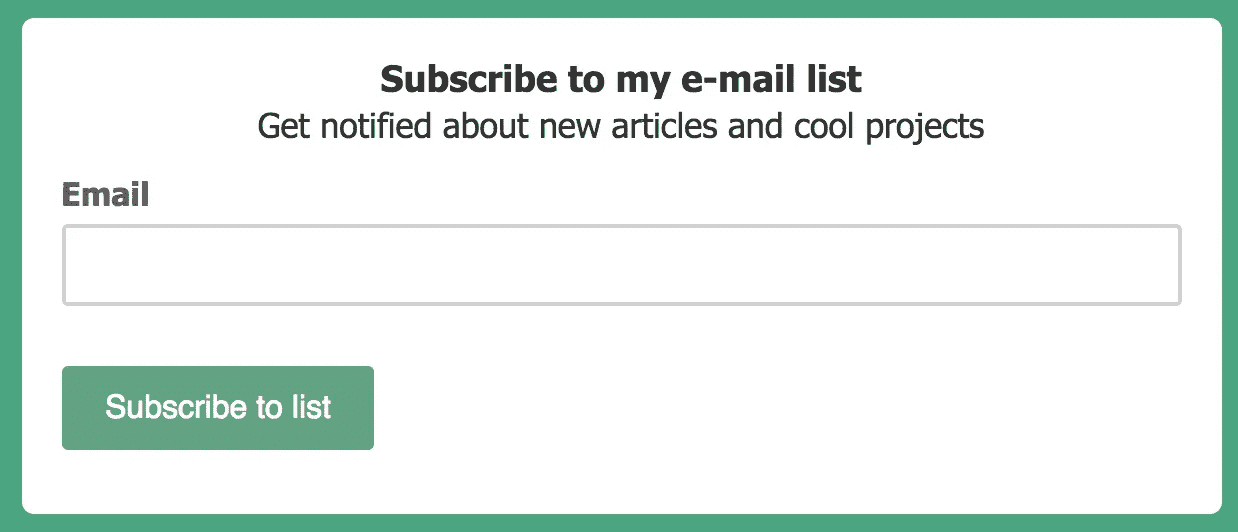 Subscribe to my e-mail list
Get notified about new articles and cool projects
Email
Subscribe to list